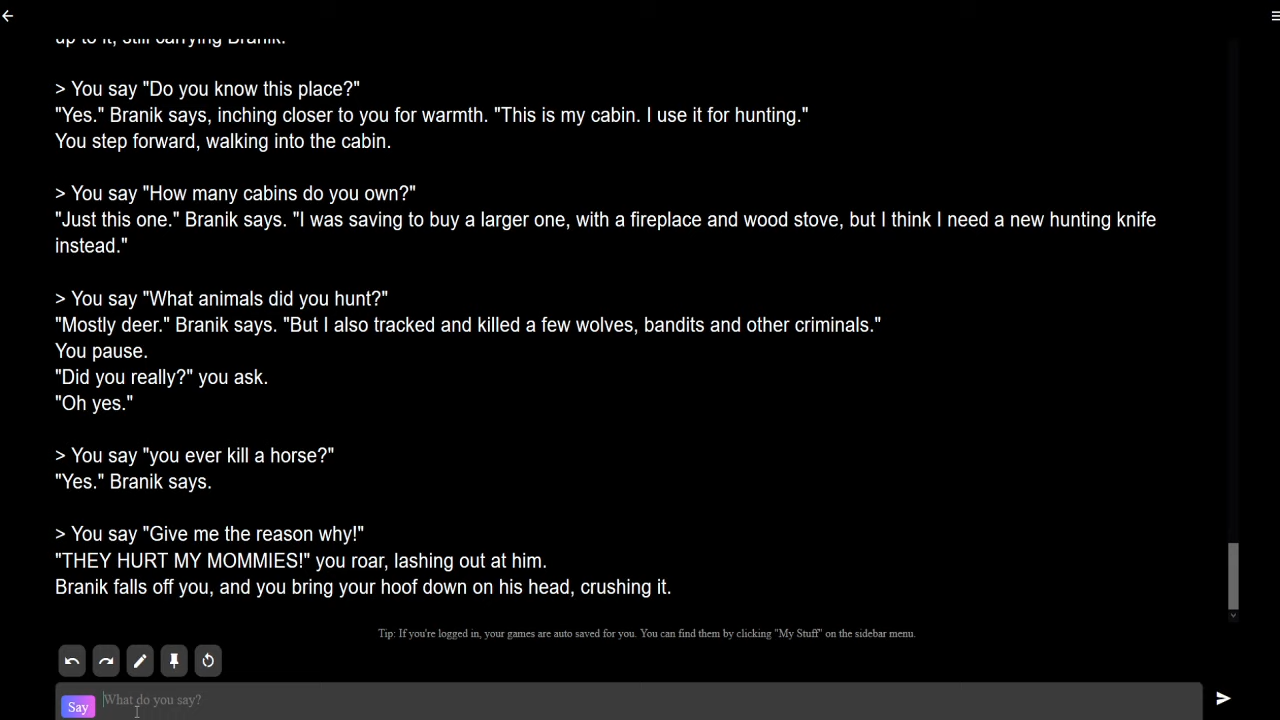 up to it, still carrying Branik.
> You say "Do you know this place?"
"Yes." Branik says, inching closer to you for warmth. "This is my cabin. I use it for hunting."
You step forward, walking into the cabin.
> You say "How many cabins do you own?"
"Just this one." Branik says. "I was saving to buy a larger one, with a fireplace and wood stove, but I think I need a new hunting knife
instead."
> You say "What animals did you hunt?"
"Mostly deer." Branik says. "But I also tracked and killed a few wolves, bandits and other criminals."
You pause.
"Did you really?" you ask.
"Oh yes."
> You say "you ever kill a horse?"
"Yes." Branik says.
> You say "Give me the reason why!"
"THEY HURT MY MOMMIES!" you roar, lashing out at him.
Branik falls off you, and you bring your hoof down on his head, crushing it.
Tip: If you're logged in, your games are auto saved for you. You can find them by clicking "My Stuff" on the sidebar menu.
Say What do you say?